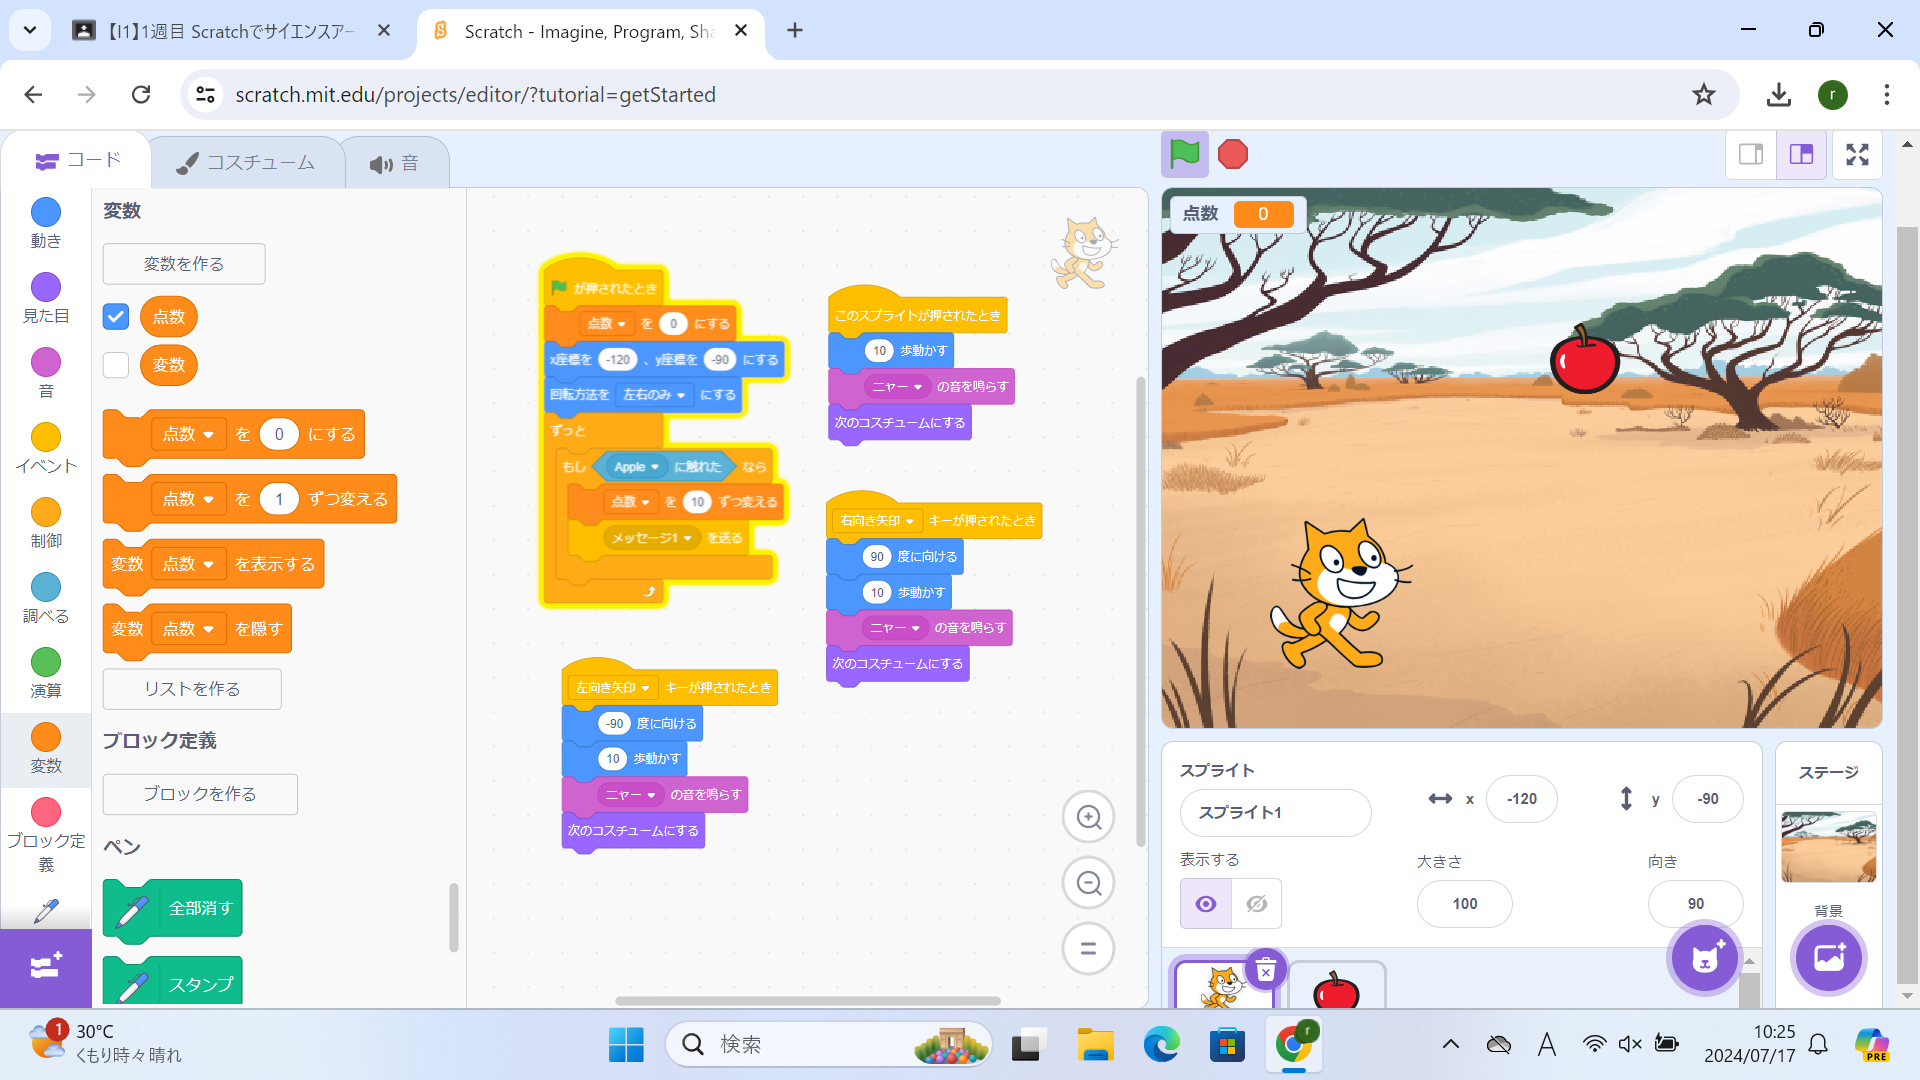 【I1】1週目 Scratchでサイエンスアー
Scratch - Imagine, Program, Sha
scratch.mit.edu/projects/editor/?tutorial=getStarted
r
コード
コスチューム
音
動き
見た目
音
イベント
制御
調べる
演算
変数
ブロック定
義
変数
変数を作る
点数
変数
点数 を 0 にする
点数 を 1 ずつ変える
変数 点数 を表示する
変数 点数 を隠す
リストを作る
ブロック定義
ブロックを作る
ペン
全部消す
スタンプ
が押されたとき
点数 を 0 にする
x座標を -120 、y座標を -90 にする
回転方法を 左右のみ にする
ずっと
もし Apple に触れた なら
点数 を 10 ずつ変える
メッセージ1 を送る
左向き矢印 キーが押されたとき
-90 度に向ける
10 歩動かす
ニャー の音を鳴らす
次のコスチュームにする
このスプライトが押されたとき
10 歩動かす
ニャー の音を鳴らす
次のコスチュームにする
右向き矢印 キーが押されたとき
90 度に向ける
10 歩動かす
ニャー の音を鳴らす
次のコスチュームにする
点数 0
スプライト
スプライト1
x -120
y -90
表示する
大きさ
100
向き
90
ステージ
背景
1
30°C
くもり時々晴れ
検索
r
A
10:25
2024/07/17
PRE